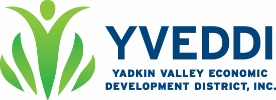 YVEDDI
YADKIN VALLEY ECONOMIC
DEVELOPMENT DISTRICT, INC.